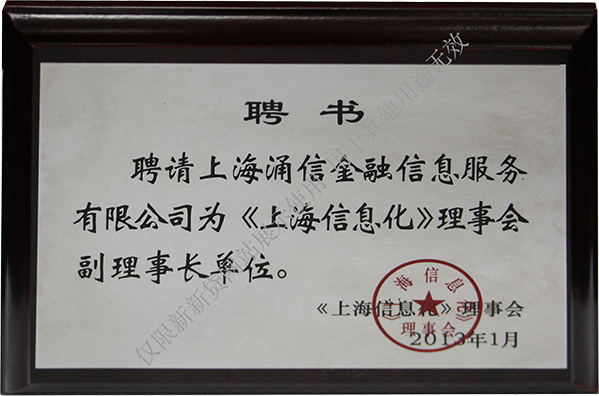 聘书
聘请上海涌信金融信息服务
有限公司为《上海信息化》理事会
副理事长单位。
《上海信息化》理事会
2013年1月
海信息
理事会
仅限新新贷网站展示使用用于其他用途无效